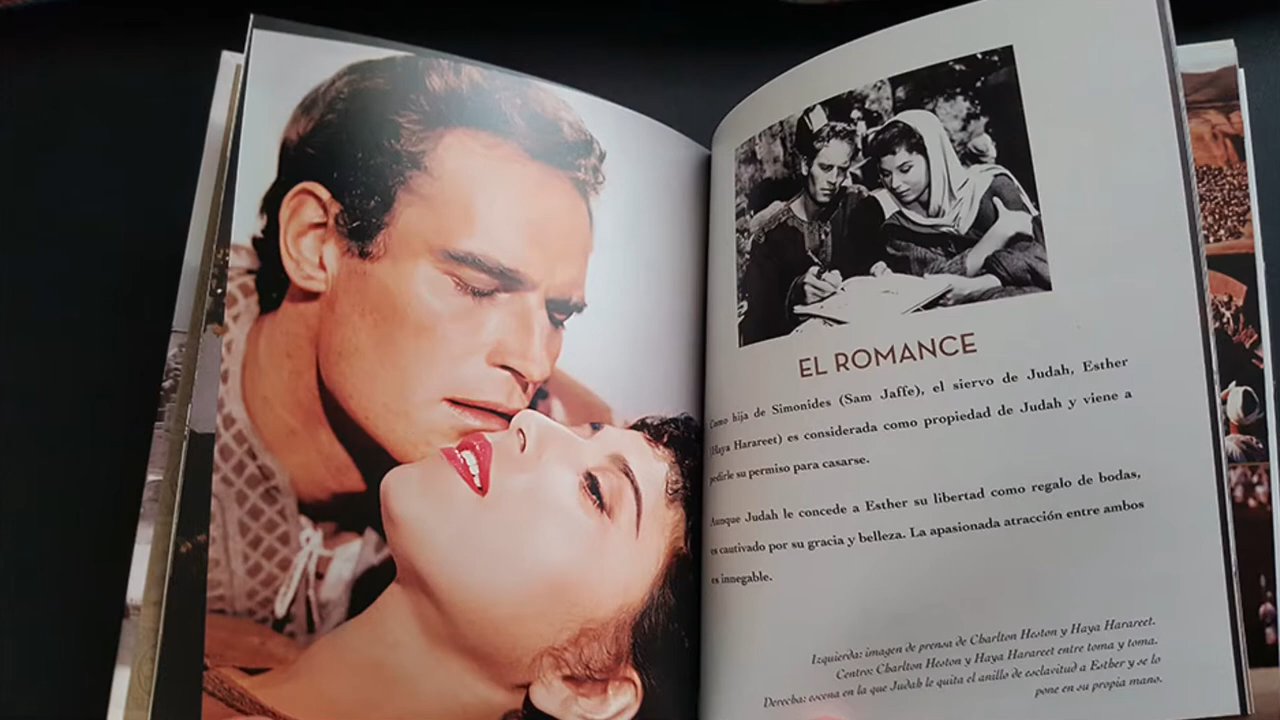 EL ROMANCE
Como hija de Simonides (Sam Jaffe), el siervo de Judah, Esther
(Haya Harareet) es considerada como propiedad de Judah y viene a
pedirle su permiso para casarse.
Aunque Judah le concede a Esther su libertad como regalo de bodas,
es cautivado por su gracia y belleza. La apasionada atracción entre ambos
es innegable.
Izquierda: imagen de prensa de Charlton Heston y Haya Harareet.
Centro: Charlton Heston y Haya Harareet entre toma y toma.
Derecha: escena en la que Judah le quita el anillo de esclavitud a Esther y se lo
pone en su propia mano.